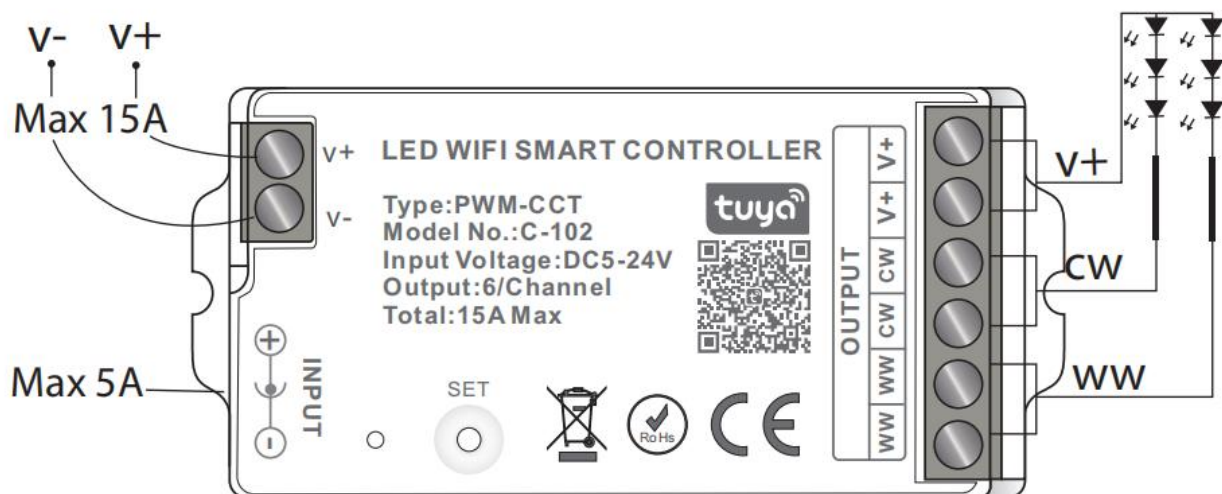 v- v+
Max 15A
v+
v-
LED WIFI SMART CONTROLLER
Type:PWM-CCT
Model No.:C-102
Input Voltage:DC5-24V
Output:6/Channel
Total:15A Max
tuya
INPUT
Max 5A
SET
RoHs
CE
OUTPUT
V+
V+
CW
CW
WW
WW
v+
CW
WW